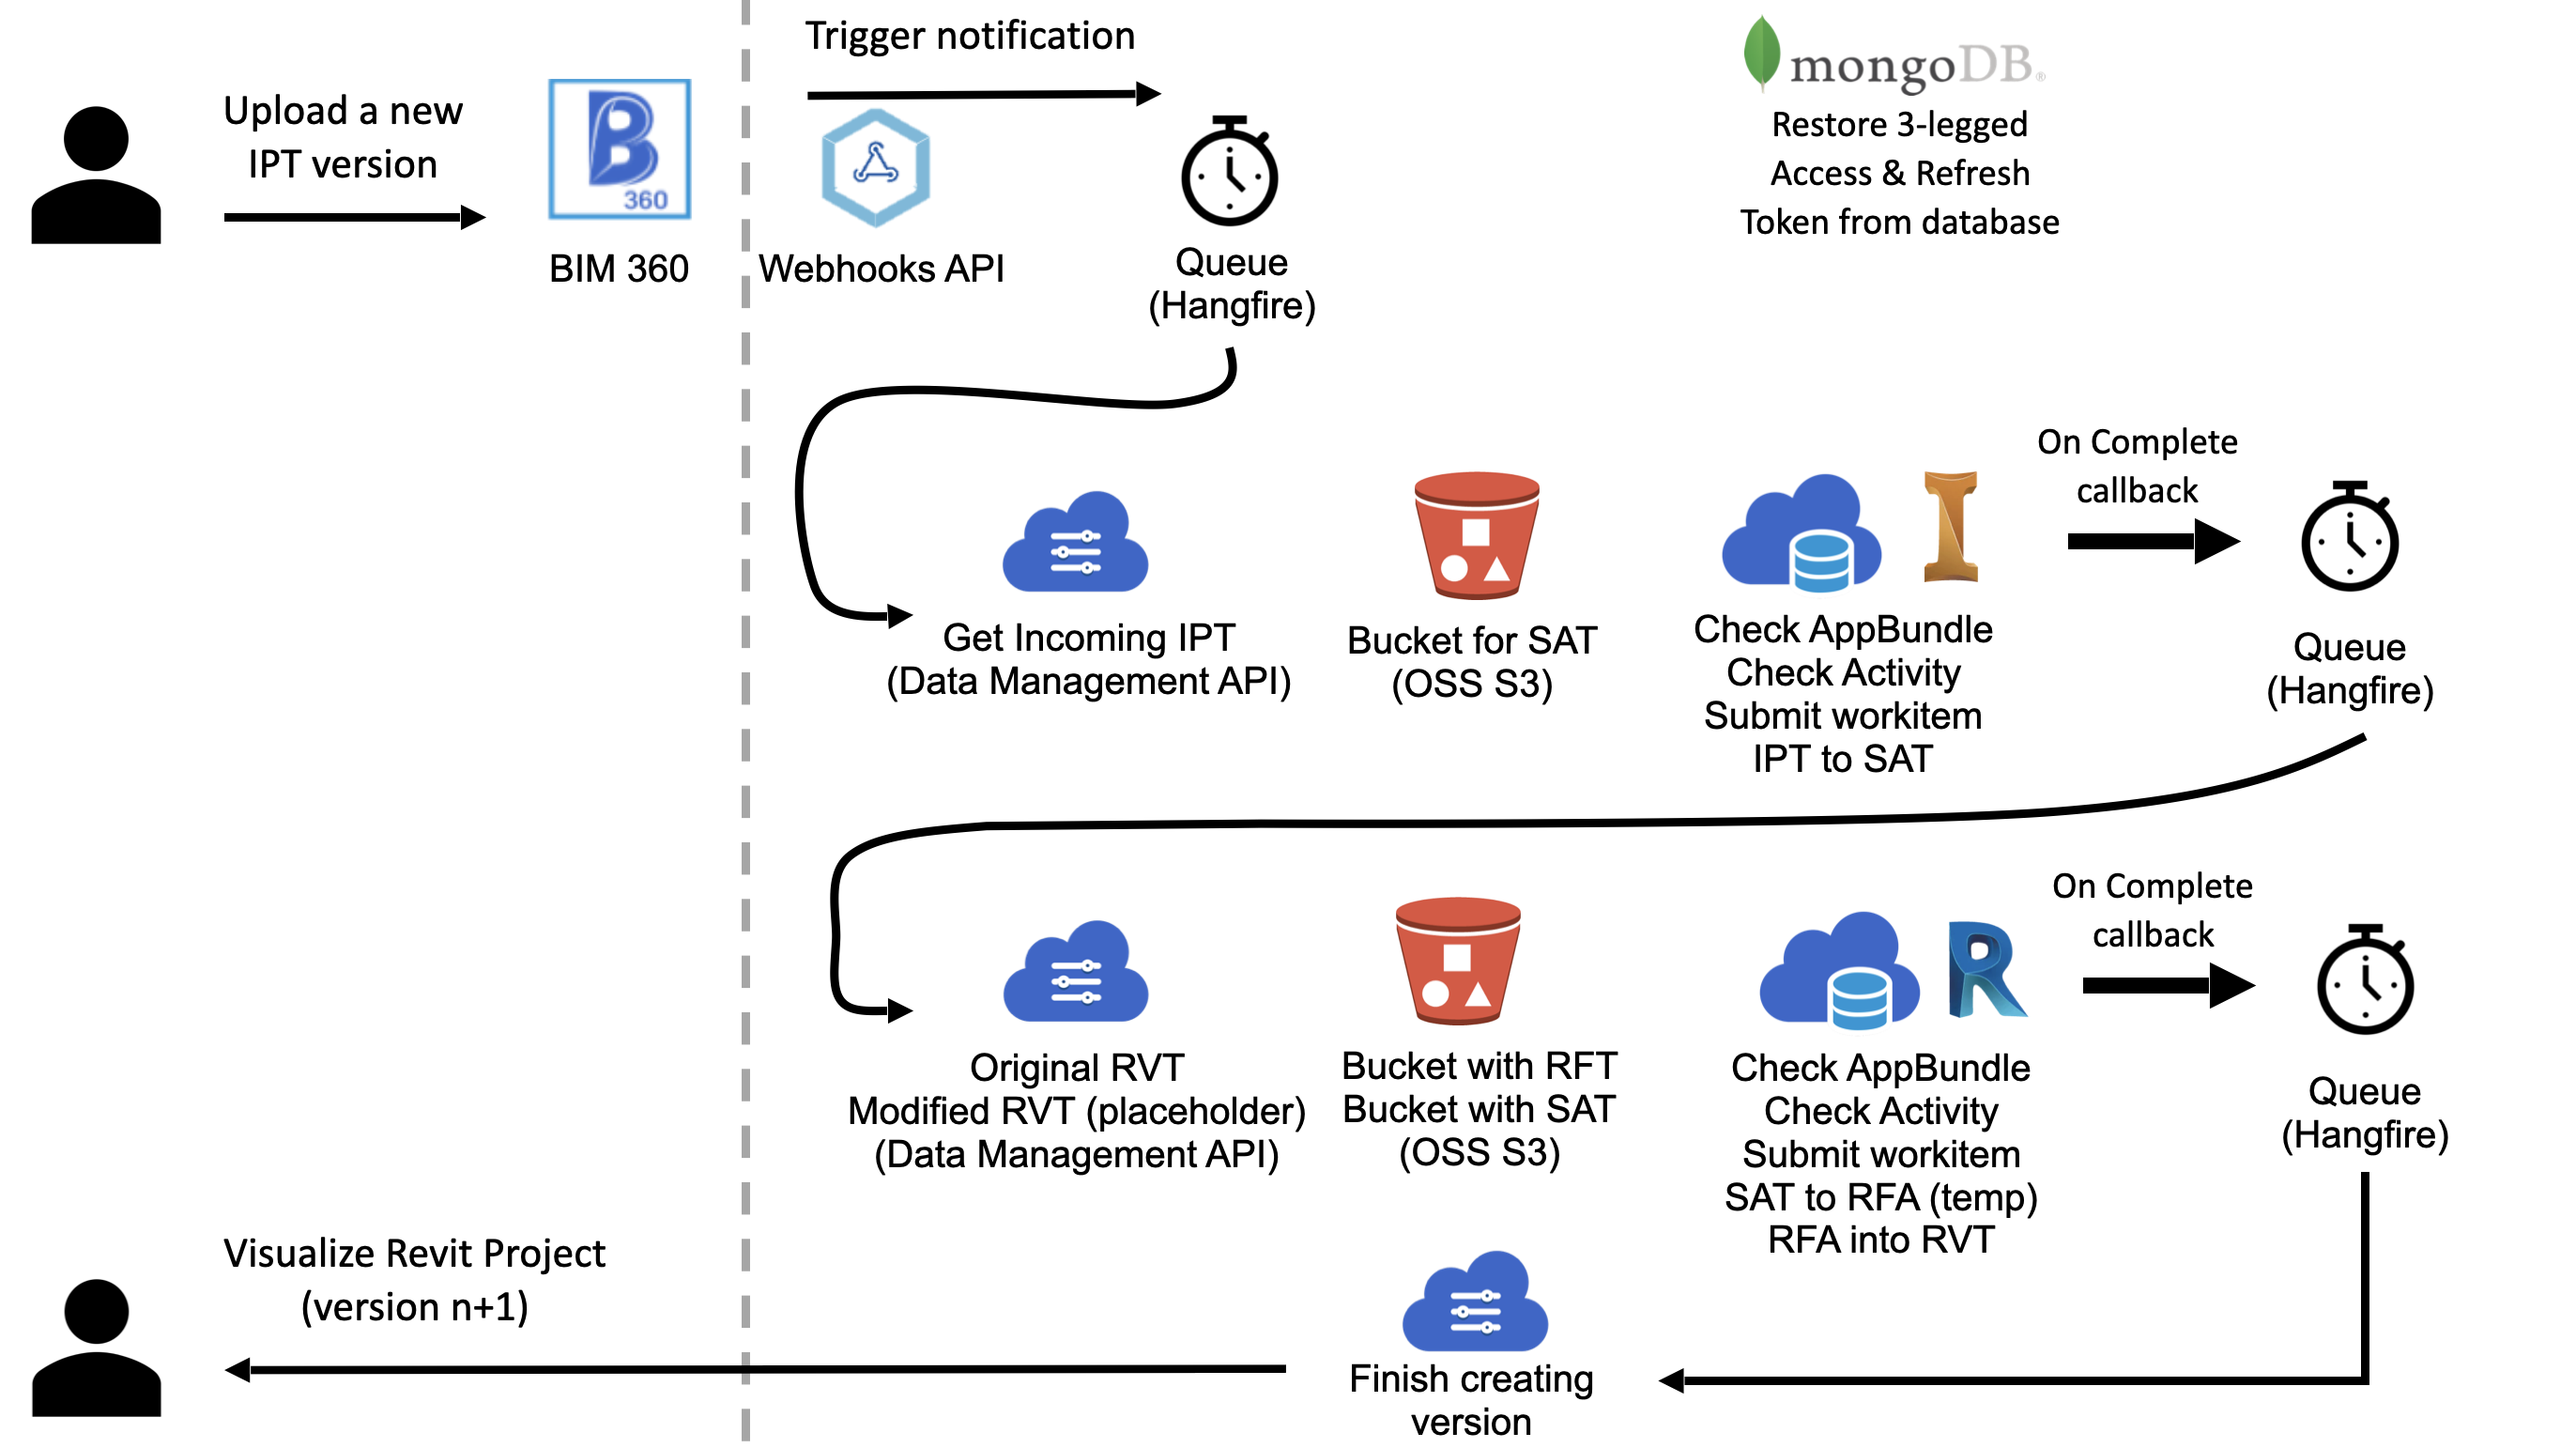 Trigger notification
mongoDB®
Upload a new
IPT version
B
360
BIM 360
Webhooks API
Queue
(Hangfire)
Restore 3-legged
Access & Refresh
Token from database
On Complete
callback
I
Get Incoming IPT
(Data Management API)
Bucket for SAT
(OSS S3)
Check AppBundle
Check Activity
Submit workitem
IPT to SAT
Queue
(Hangfire)
On Complete
callback
R
Original RVT
Modified RVT (placeholder)
(Data Management API)
Bucket with RFT
Bucket with SAT
(OSS S3)
Check AppBundle
Check Activity
Submit workitem
SAT to RFA (temp)
RFA into RVT
Queue
(Hangfire)
Visualize Revit Project
(version n+1)
Finish creating
version